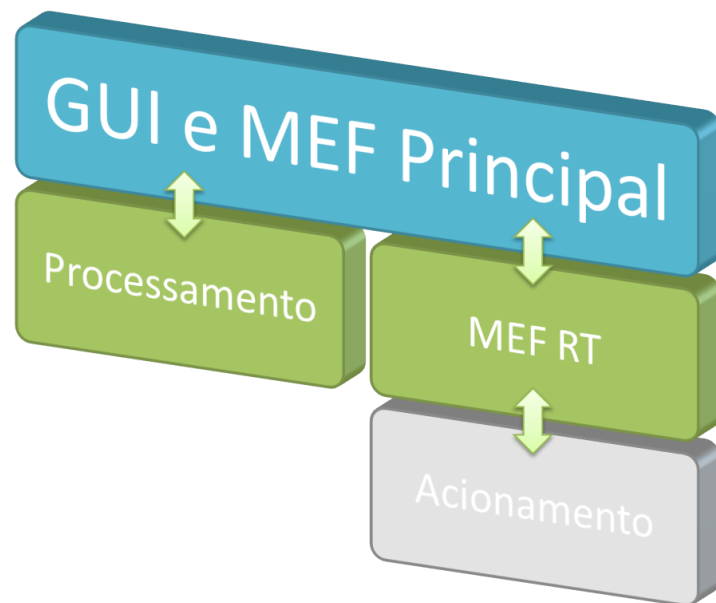 GUI e MEF Principal
Processamento
MEF RT
Acionamento